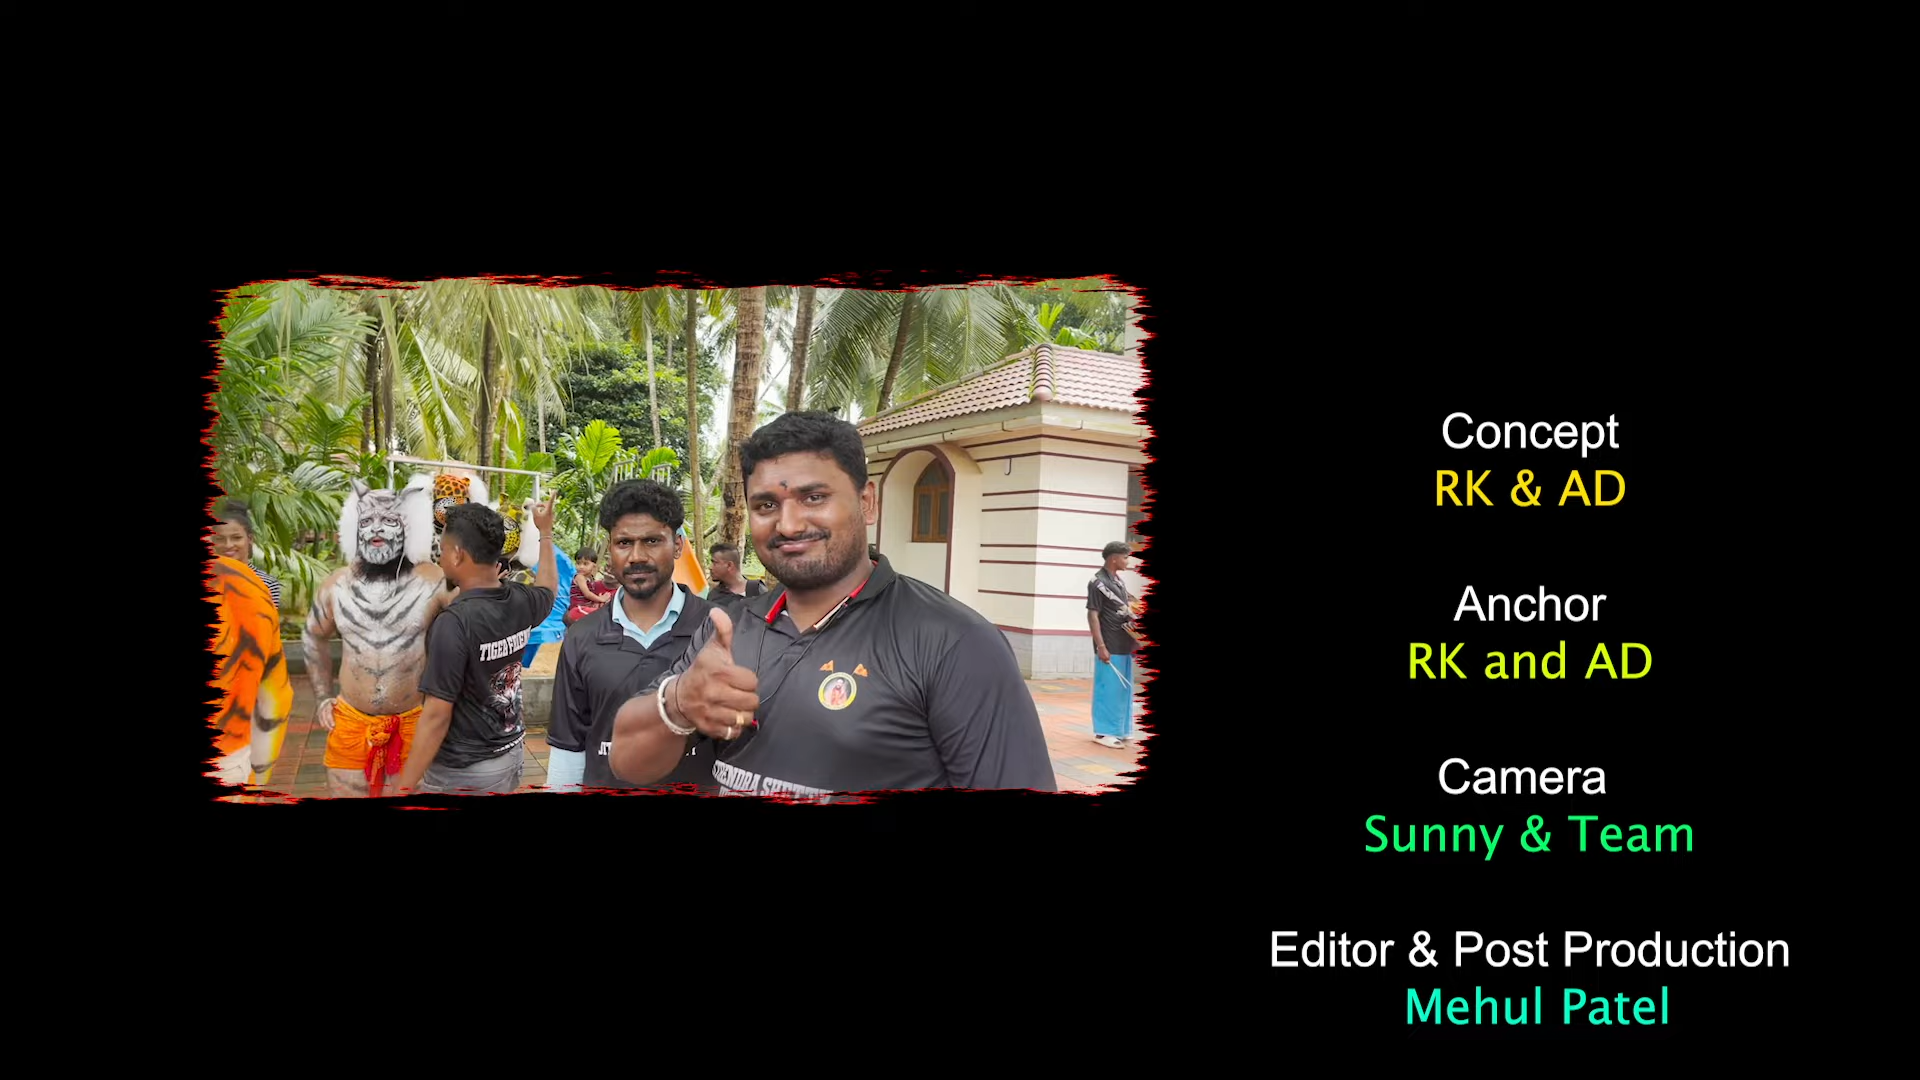 Concept
RK & AD
Anchor
RK and AD
Camera
Sunny & Team
Editor & Post Production
Mehul Patel